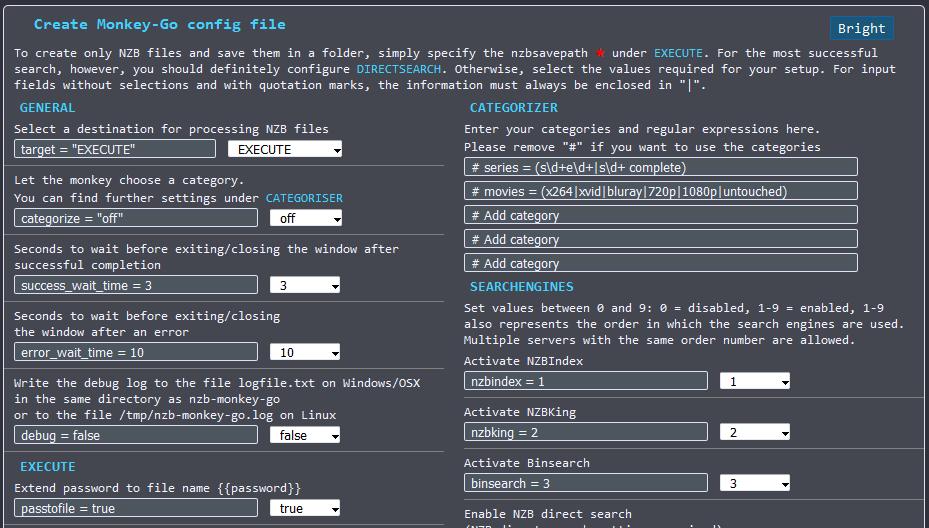 Create Monkey-Go config file
Bright
To create only NZB files and save them in a folder, simply specify the nzbsavepath ★ under EXECUTE. For the most successful
search, however, you should definitely configure DIRECTSEARCH. Otherwise, select the values required for your setup. For input
fields without selections and with quotation marks, the information must always be enclosed in "|".
GENERAL
Select a destination for processing NZB files
target = "EXECUTE"
EXECUTE
Let the monkey choose a category.
You can find further settings under CATEGORISER
categorize = "off"
off
Seconds to wait before exiting/closing the window after
successful completion
success_wait_time = 3
3
Seconds to wait before exiting/closing
the window after an error
error_wait_time = 10
10
Write the debug log to the file logfile.txt on Windows/OSX
in the same directory as nzb-monkey-go
or to the file /tmp/nzb-monkey-go.log on Linux
debug = false
false
EXECUTE
Extend password to file name {{password}}
passtofile = true
true
CATEGORIZER
Enter your categories and regular expressions here.
Please remove "#" if you want to use the categories
# series = (s\d+e\d+|s\d+ complete)
# movies = (x264|xvid|bluray|720p|1080p|untouched)
# Add category
# Add category
# Add category
SEARCHENGINES
Set values between 0 and 9: 0 = disabled, 1-9 = enabled, 1-9
also represents the order in which the search engines are used.
Multiple servers with the same order number are allowed.
Activate NZBIndex
nzbindex = 1
1
Activate NZBKing
nzbking = 2
2
Activate Binsearch
binsearch = 3
3
Enable NZB direct search